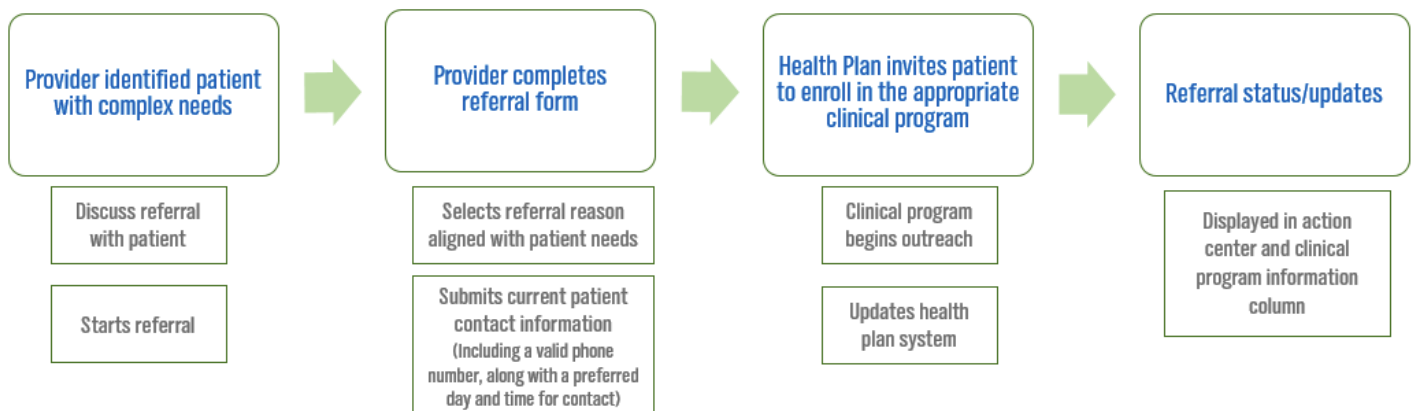 Provider identified patient
with complex needs
Provider completes
referral form
Health Plan invites patient
to enroll in the appropriate
clinical program
Referral status/updates
Discuss referral
with patient
Starts referral
Selects referral reason
aligned with patient needs
Submits current patient
contact information
(Including a valid phone
number, along with a preferred
day and time for contact)
Clinical program
begins outreach
Updates health
plan system
Displayed in action
center and clinical
program information
column